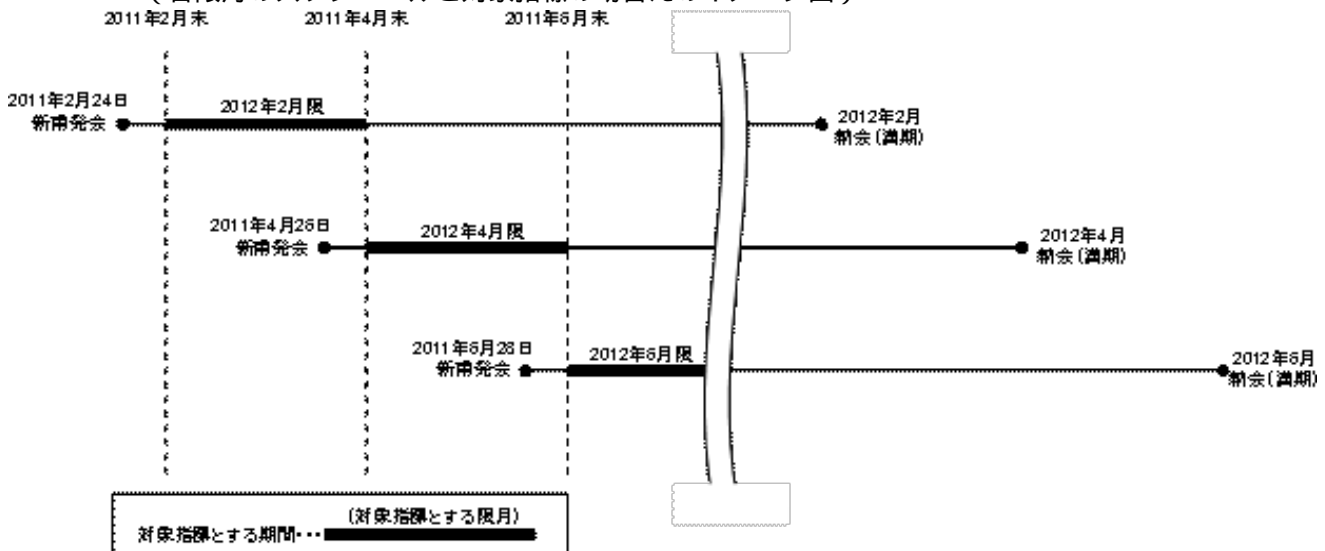 2011年2月末
2011年4月末
2011年6月末
2011年2月24日
新甫発会
2012年2月限
2012年2月
納会(満期)
2011年4月26日
新甫発会
2012年4月限
2012年4月
納会(満期)
2011年6月28日
新甫発会
2012年6月限
2012年6月
納会(満期)
(対象指標とする限月)
対象指標とする期間・・・